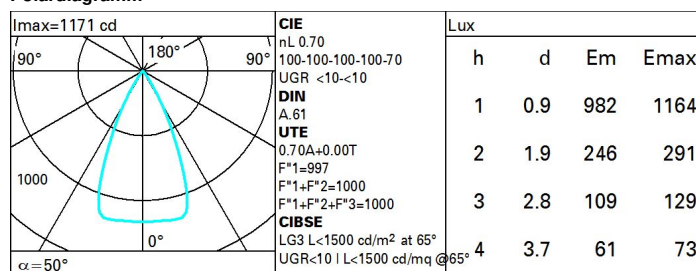 Polardiagramm
Imax=1171 cd
90° 180° 90°
1000
0°
α=50°
CIE
nL 0.70
100-100-100-100-70
UGR <10-<10
DIN
A.61
UTE
0.70A+0.00T
F"1=997
F"1+F"2=1000
F"1+F"2+F"3=1000
CIBSE
LG3 L<1500 cd/m² at 65°
UGR<10 | L<1500 cd/mq @65°
Lux
h d Em Emax
1 0.9 982 1164
2 1.9 246 291
3 2.8 109 129
4 3.7 61 73